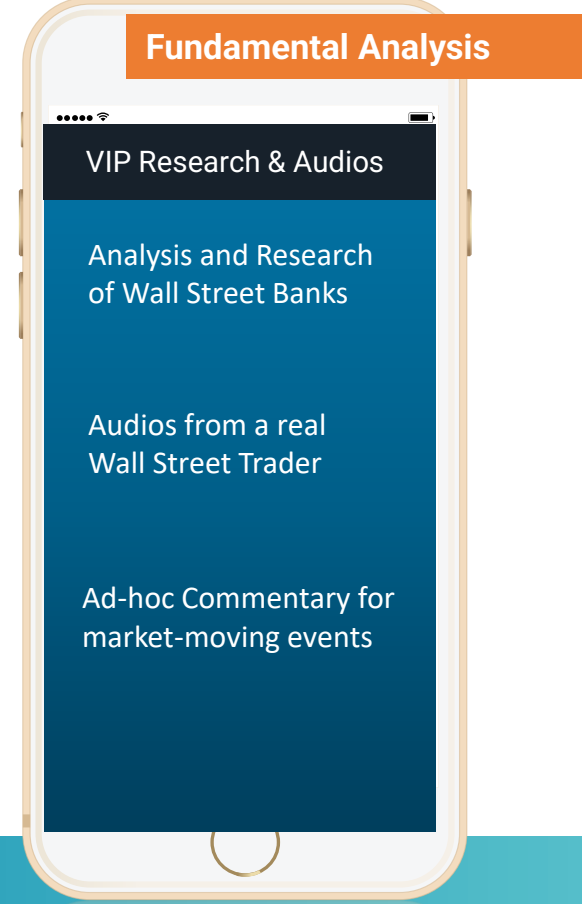 Fundamental Analysis
VIP Research & Audios
Analysis and Research
of Wall Street Banks
Audios from a real
Wall Street Trader
Ad-hoc Commentary for
market-moving events